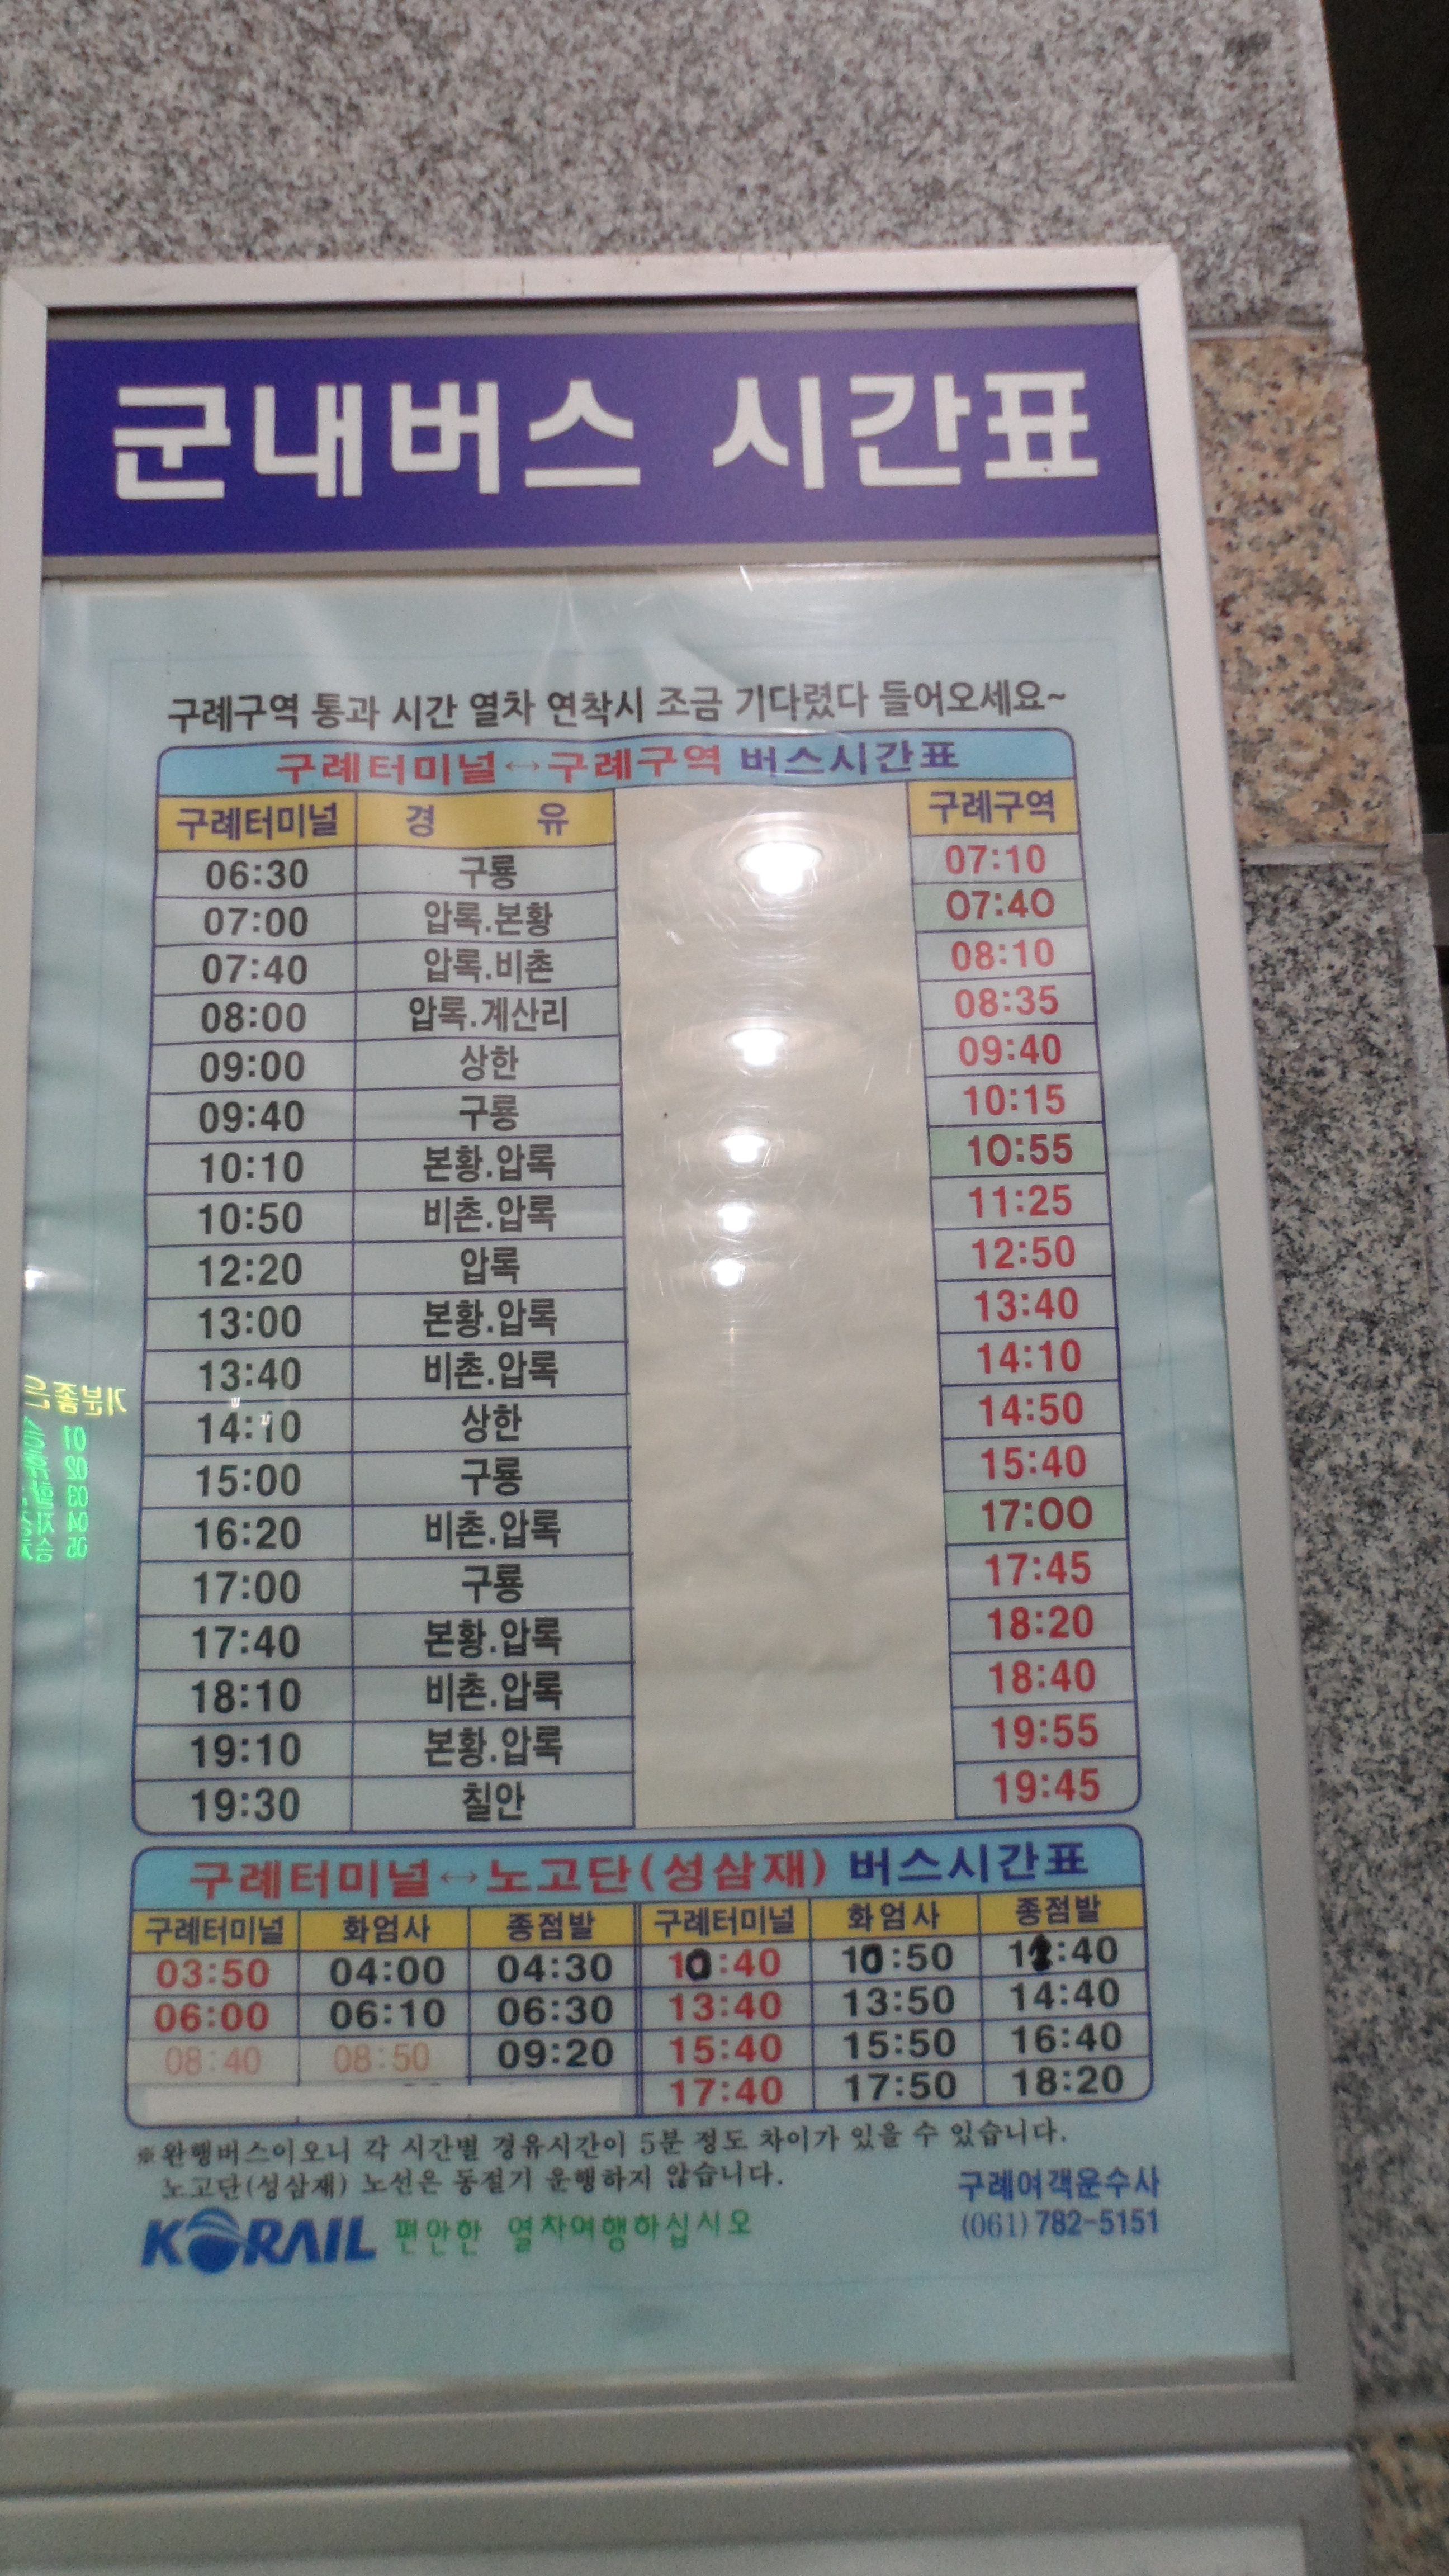 군내버스 시간표
구례구역 통과 시간 열차 연착시 조금 기다렸다 들어오세요~
구례터미널↔구례구역 버스시간표
구례터미널 경 유 구례구역
06:30 구룡 07:10
07:00 압록.본황 07:40
07:40 압록.비촌 08:10
08:00 압록.계산리 08:35
09:00 상한 09:40
09:40 구룡 10:15
10:10 본황.압록 10:55
10:50 비촌.압록 11:25
12:20 압록 12:50
13:00 본황.압록 13:40
13:40 비촌.압록 14:10
14:10 상한 14:50
15:00 구룡 15:40
16:20 비촌.압록 17:00
17:00 구룡 17:45
17:40 본황.압록 18:20
18:10 비촌.압록 18:40
19:10 본황.압록 19:55
19:30 칠안 19:45
구례터미널↔노고단(성삼재) 버스시간표
구례터미널 화엄사 종점발 구례터미널 화엄사 종점발
03:50 04:00 04:30 10:40 10:50
06:00 06:10 06:30 13:40 13:50 14:40
08:40 08:50 09:20 15:40 15:50 16:40
17:40 17:50 18:20
※완행버스이오니 각 시간별 경유시간이 5분 정도 차이가 있을 수 있습니다.
노고단(성삼재) 노선은 동절기 운행하지 않습니다.
구례여객운수사
KORAIL 편안한 열차여행하십시오
(061) 782-5151
기분좋은
01
02
03
04
05